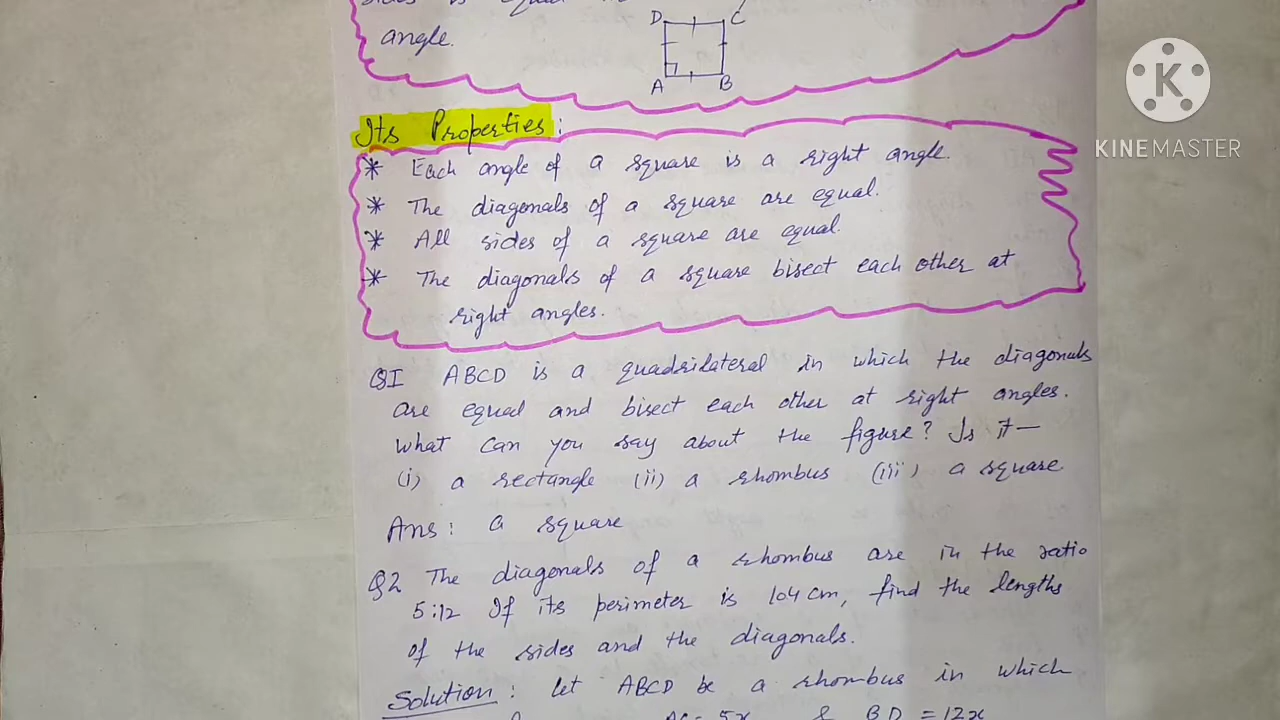 angle.
D C
A B
K
KINEMASTER
Its Properties:
* Each angle of a square is a right angle.
* The diagonals of a square are equal.
* All sides of a square are equal.
* The diagonals of a square bisect each other at
right angles.
Q1 ABCD is a quadrilateral in which the diagonals
are equal and bisect each other at right angles.
What can you say about the figure? Is it—
(i) a rectangle (ii) a rhombus (iii) a square
Ans: a square
Q2 The diagonals of a rhombus are in the ratio
5:12 If its perimeter is 104 cm, find the lengths
of the sides and the diagonals.
Solution: let ABCD be a rhombus in which
AC = 5x & BD = 12x